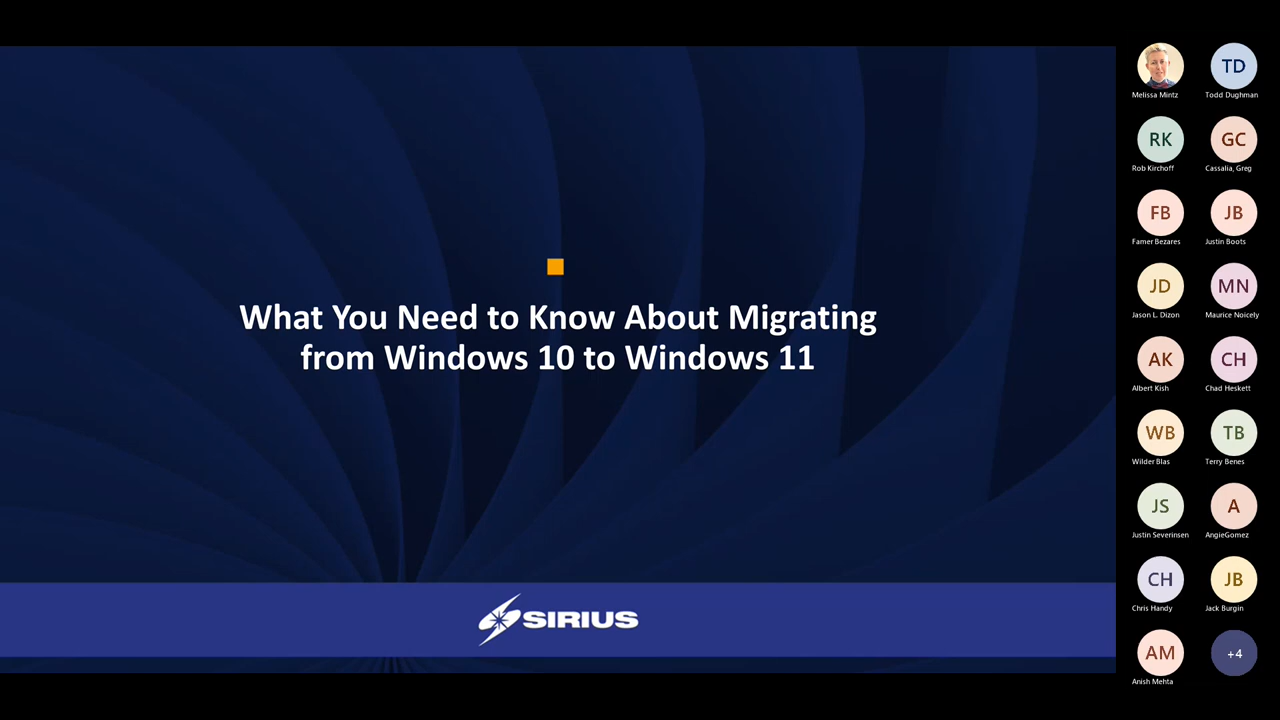 What You Need to Know About Migrating
from Windows 10 to Windows 11
SIRIUS
Melissa Mintz
TD
Todd Dughman
RK
Rob Kirchoff
GC
Cassalia, Greg
FB
Famer Bezares
JB
Justin Boots
JD
Jason L. Dizon
MN
Maurice Noicely
AK
Albert Kish
CH
Chad Heskett
WB
Wilder Blas
TB
Terry Benes
JS
Justin Severinsen
A
AngieGomez
CH
Chris Handy
JB
Jack Burgin
AM
Anish Mehta
+4